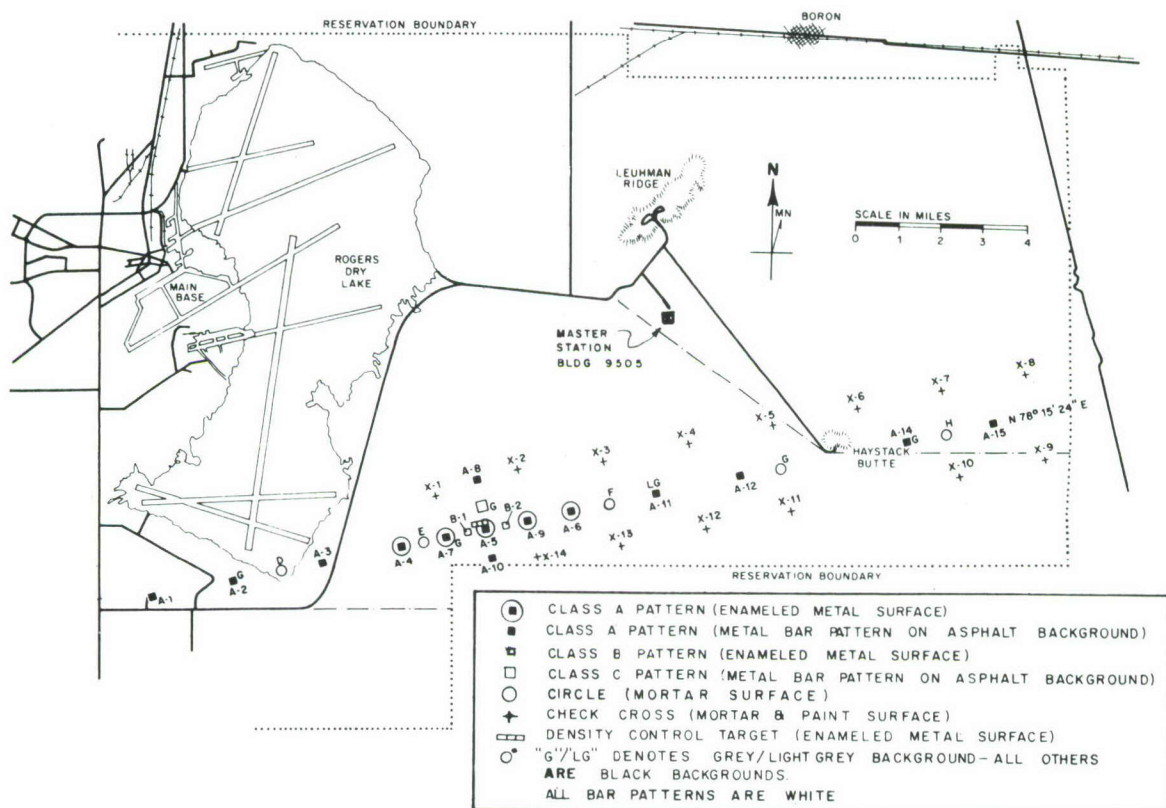 RESERVATION BOUNDARY
BORON
LEUHMAN
RIDGE
N
MN
SCALE IN MILES
0 1 2 3 4
ROGERS
DRY
LAKE
MAIN
BASE
MASTER
STATION
BLDG 9505
X-8
X-7
X-6
N 78° 15' 24" E
X-5
A-14
G
H
A-15
X-4
HAYSTACK
BUTTE
X-9
X-10
X-3
X-2
A-8
G
A-12
LG
A-11
X-1
F
X-11
X-12
B-1
G
B-2
E
G
A-5
A-9
A-6
X-13
A-4
A-7
A-10
X-14
A-3
D
G
A-2
A-1
RESERVATION BOUNDARY
CLASS A PATTERN (ENAMELED METAL SURFACE)
CLASS A PATTERN (METAL BAR PATTERN ON ASPHALT BACKGROUND)
CLASS B PATTERN (ENAMELED METAL SURFACE)
CLASS C PATTERN (METAL BAR PATTERN ON ASPHALT BACKGROUND)
CIRCLE (MORTAR SURFACE)
CHECK CROSS (MORTAR & PAINT SURFACE)
DENSITY CONTROL TARGET (ENAMELED METAL SURFACE)
"G"/"LG" DENOTES GREY/LIGHT GREY BACKGROUND - ALL OTHERS
ARE BLACK BACKGROUNDS.
ALL BAR PATTERNS ARE WHITE